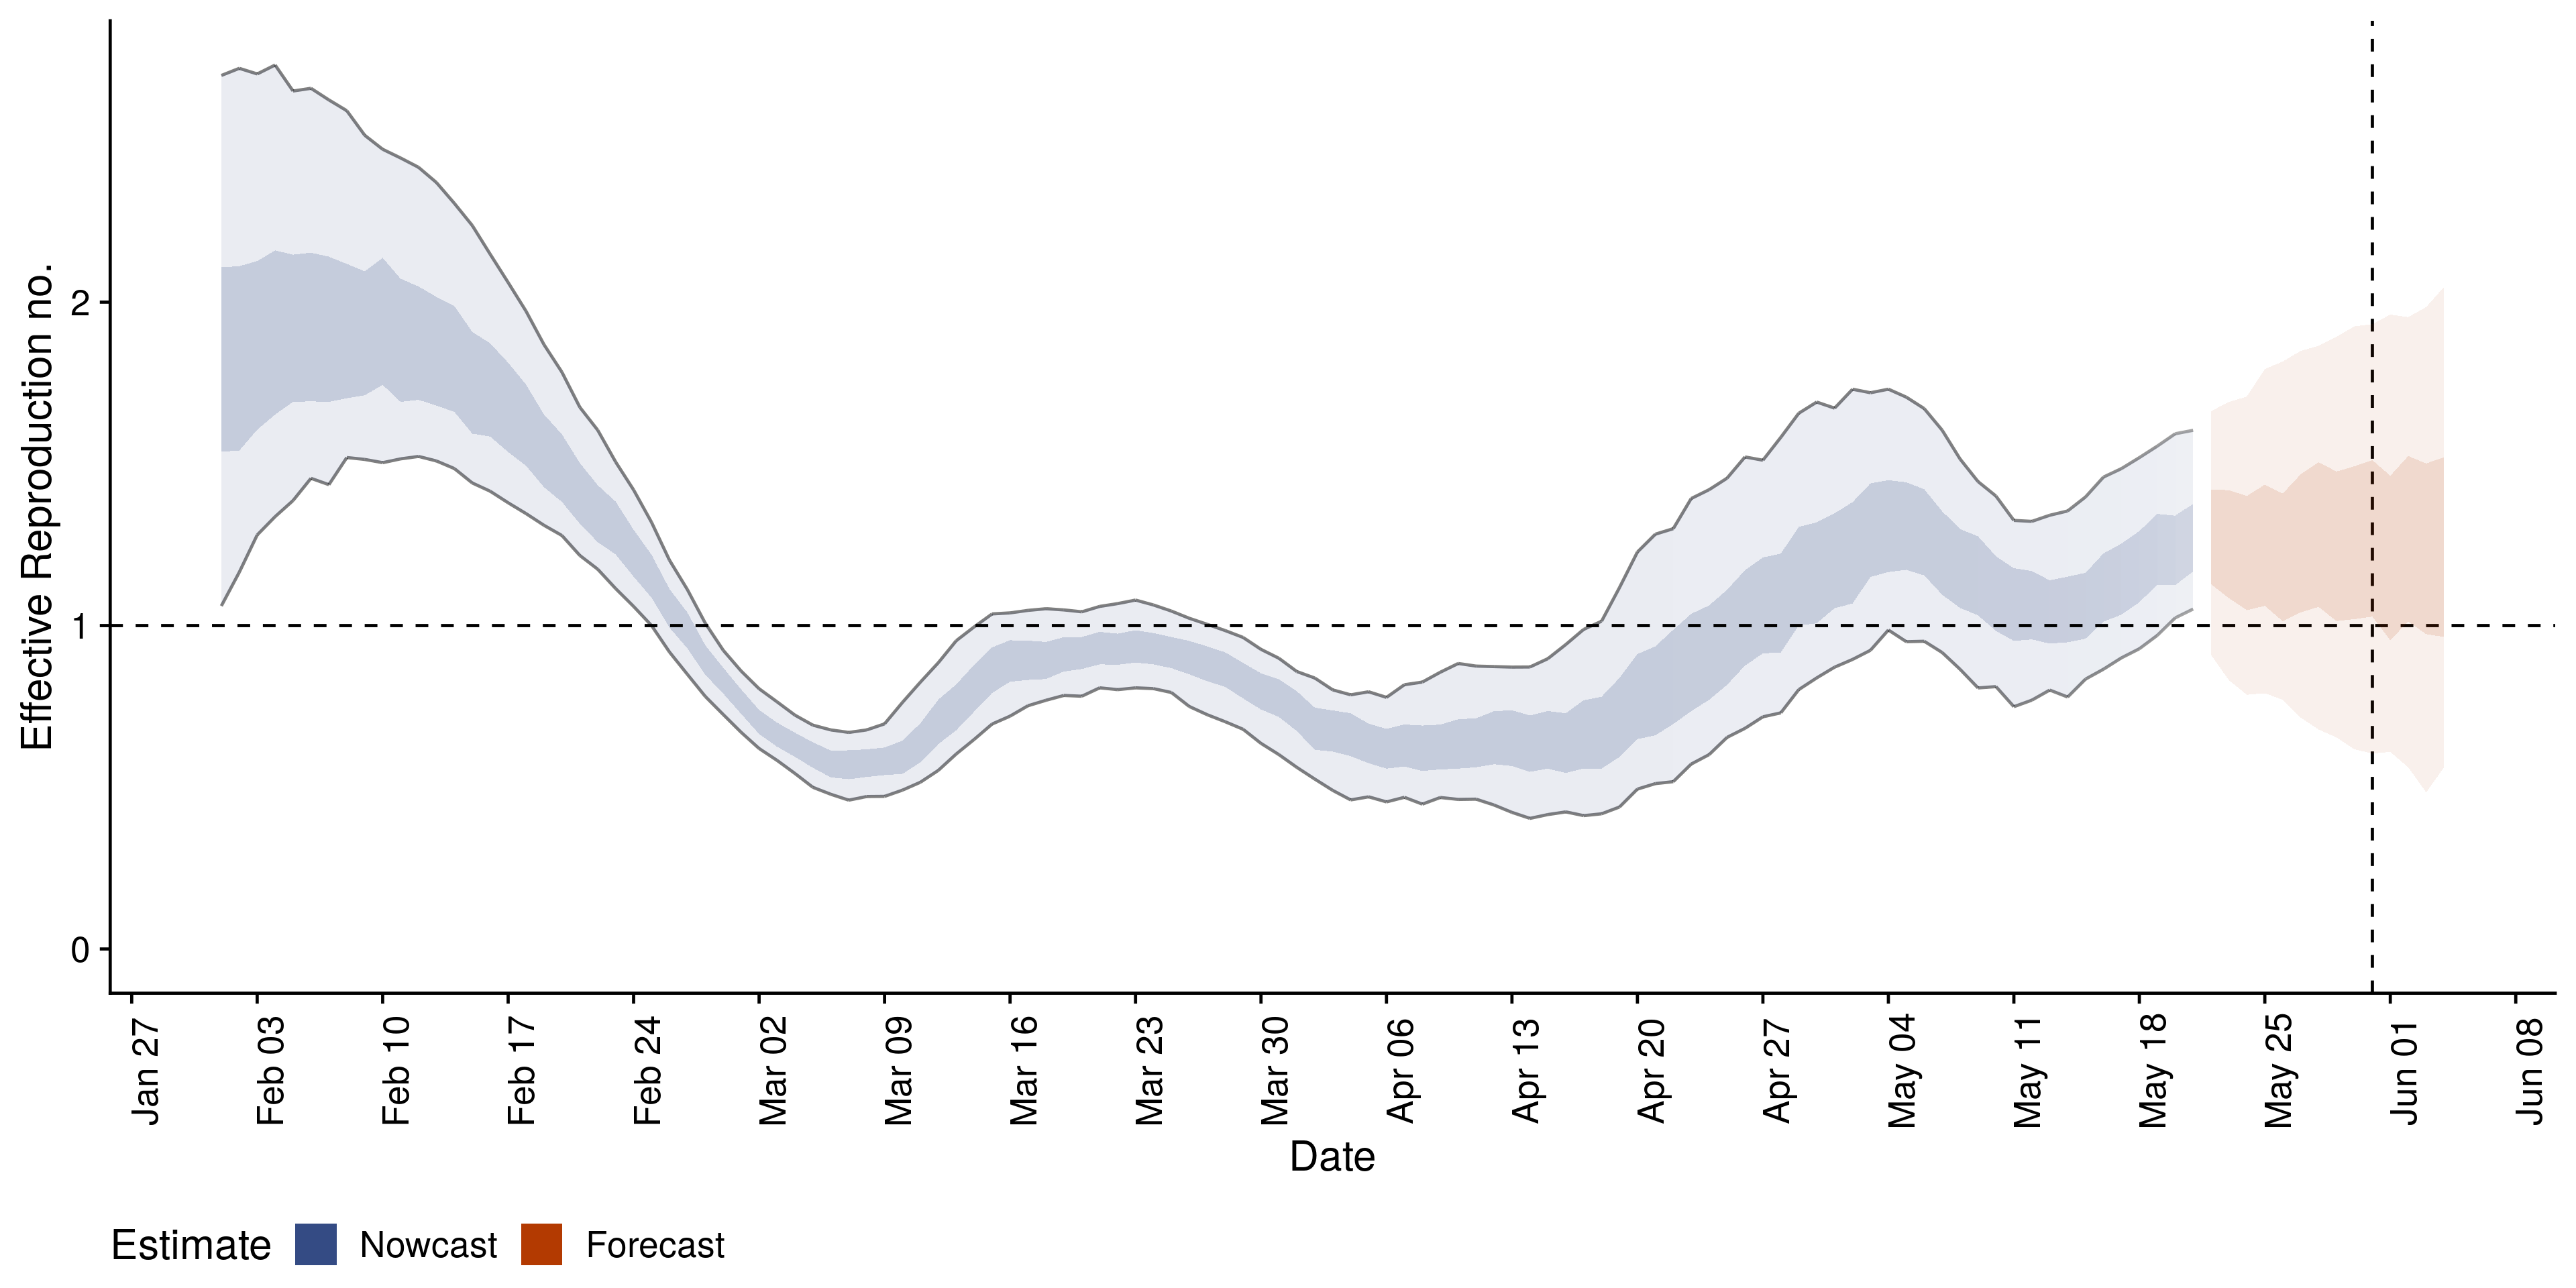 Effective Reproduction no.
2
1
0
Jan 27
Feb 03
Feb 10
Feb 17
Feb 24
Mar 02
Mar 09
Mar 16
Mar 23
Mar 30
Apr 06
Apr 13
Apr 20
Apr 27
May 04
May 11
May 18
May 25
Jun 01
Jun 08
Date
Estimate Nowcast Forecast